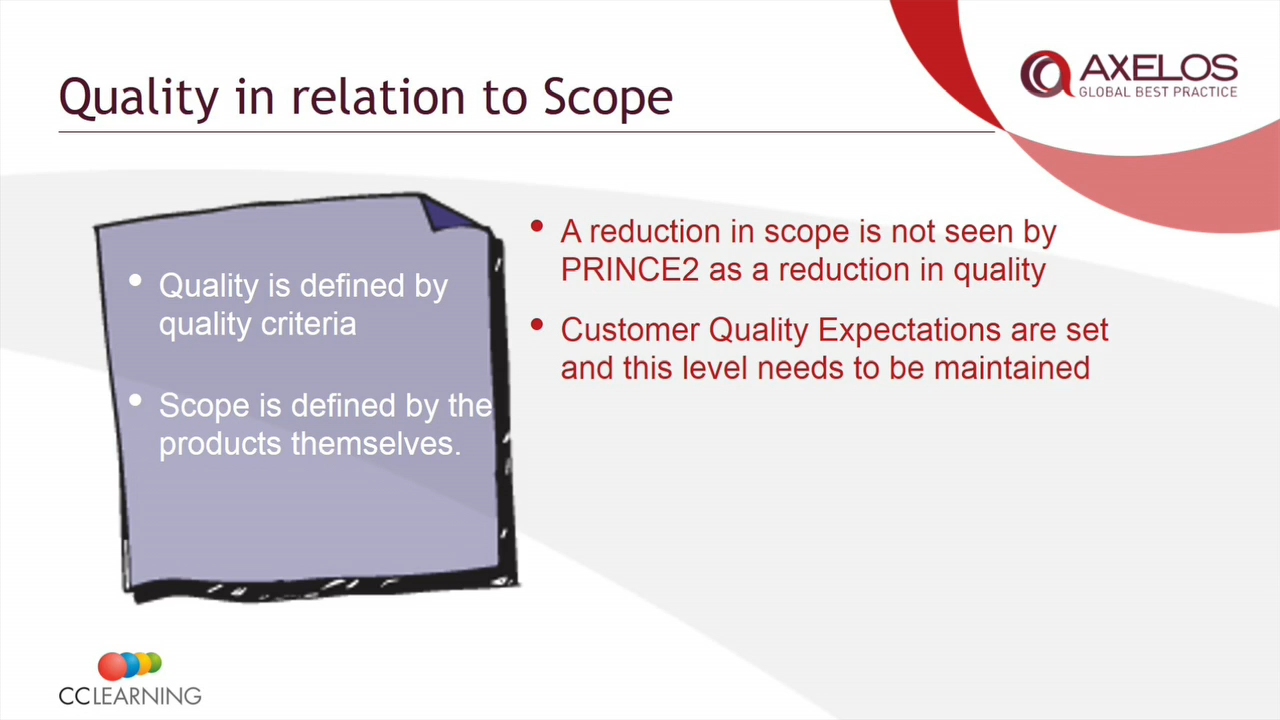 Quality in relation to Scope
AXELOS
GLOBAL BEST PRACTICE
• Quality is defined by
quality criteria
• Scope is defined by the
products themselves.
• A reduction in scope is not seen by
PRINCE2 as a reduction in quality
• Customer Quality Expectations are set
and this level needs to be maintained
CCLEARNING